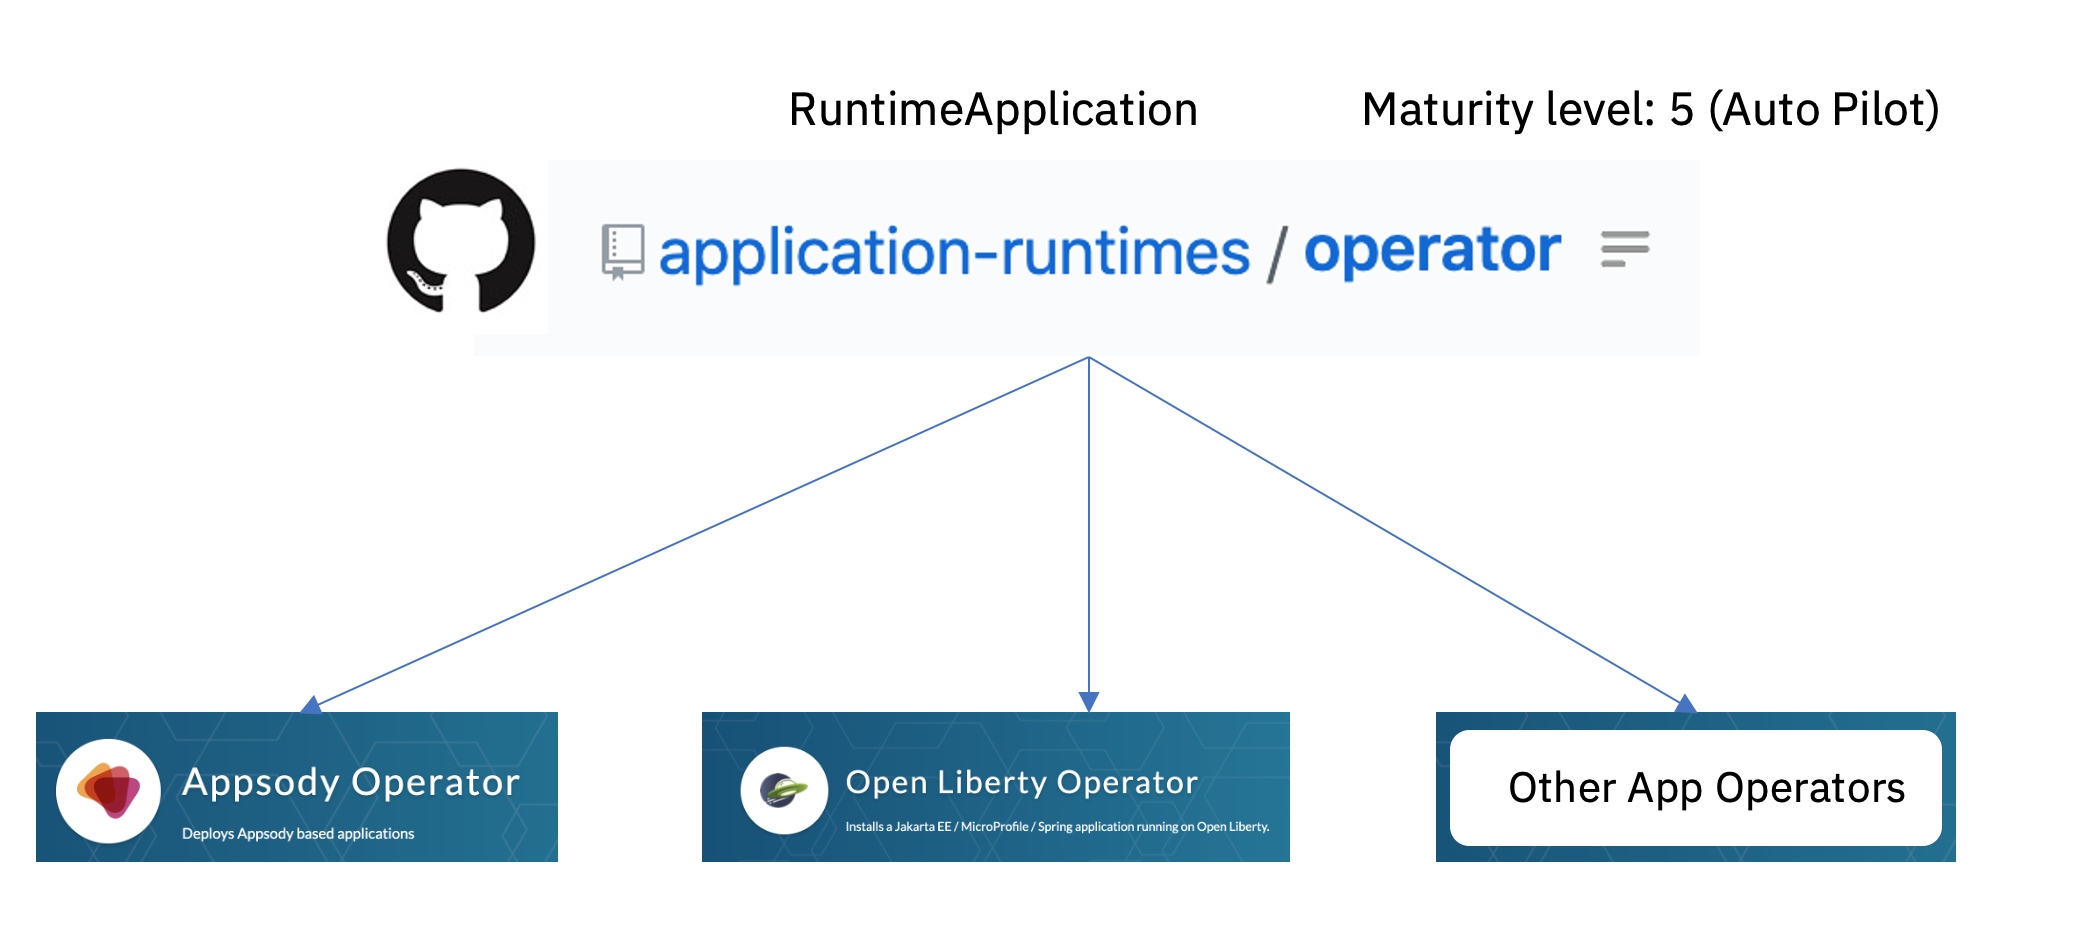 RuntimeApplication
Maturity level: 5 (Auto Pilot)
application-runtimes / operator
Appsody Operator
Deploys Appsody based applications
Open Liberty Operator
Installs a Jakarta EE / MicroProfile / Spring application running on Open Liberty.
Other App Operators